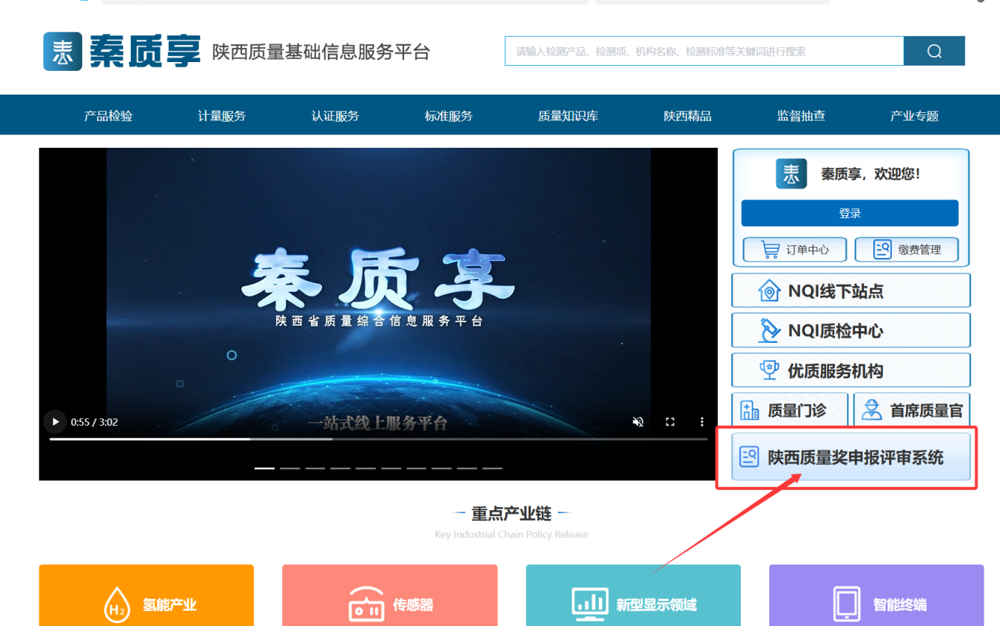 秦质享 陕西质量基础信息服务平台
请输入检测产品、检测项、机构名称、检测标准等关键词进行搜索
产品检验 计量服务 认证服务 标准服务 质量知识库 陕西精品 监督抽查 产业专题
秦质享
陕西省质量综合信息服务平台
一站式线上服务平台
0:55 / 3:02
秦质享，欢迎您！
登录
订单中心 缴费管理
NQI线下站点
NQI质检中心
优质服务机构
质量门诊 首席质量官
陕西质量奖申报评审系统
重点产业链
Key Industrial Chain Policy Release
H2 氢能产业 传感器 新型显示领域 智能终端